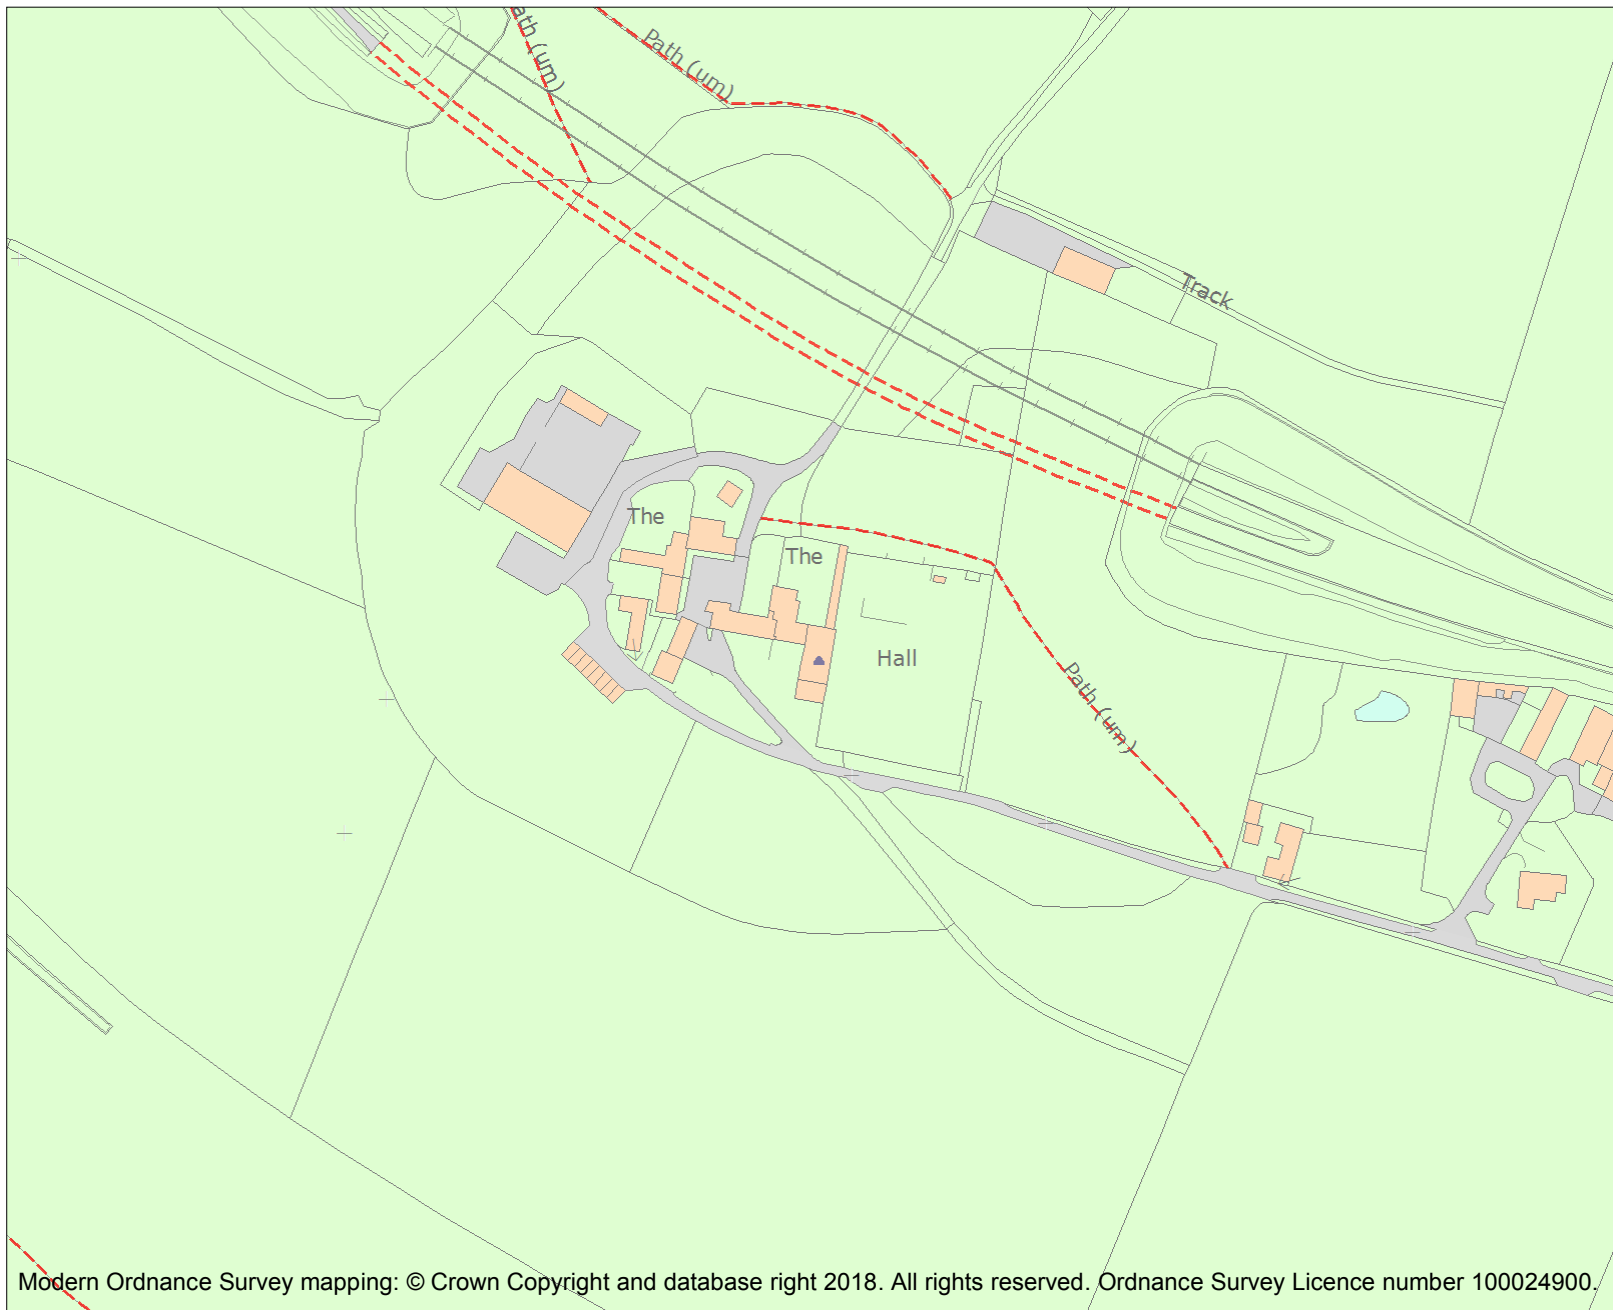 ath (um)
Path (um)
Track
The
The
Hall
Path (um)
Modern Ordnance Survey mapping: © Crown Copyright and database right 2018. All rights reserved. Ordnance Survey Licence number 100024900.